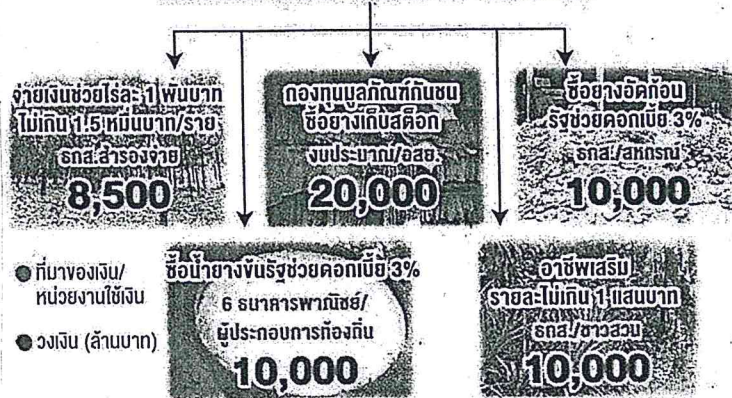 จ่ายเงินช่วยไร่ละ 1 พันบาท
ไม่เกิน 1.5 หมื่นบาท/ราย
ธกส.สำรองจ่าย
8,500
กองทุนมูลภัณฑ์กันชน
ซื้อยางเก็บสต็อก
งบประมาณ/อสย.
20,000
ซื้อยางอัดก้อน
รัฐช่วยดอกเบี้ย 3%
ธกส./สหกรณ์
10,000
ที่มาของเงิน/
หน่วยงานใช้เงิน
วงเงิน (ล้านบาท)
ซื้อน้ำยางข้นรัฐช่วยดอกเบี้ย 3%
6 ธนาคารพาณิชย์/
ผู้ประกอบการท้องถิ่น
10,000
อาชีพเสริม
รายละไม่เกิน 1 แสนบาท
ธกส./ชาวสวน
10,000